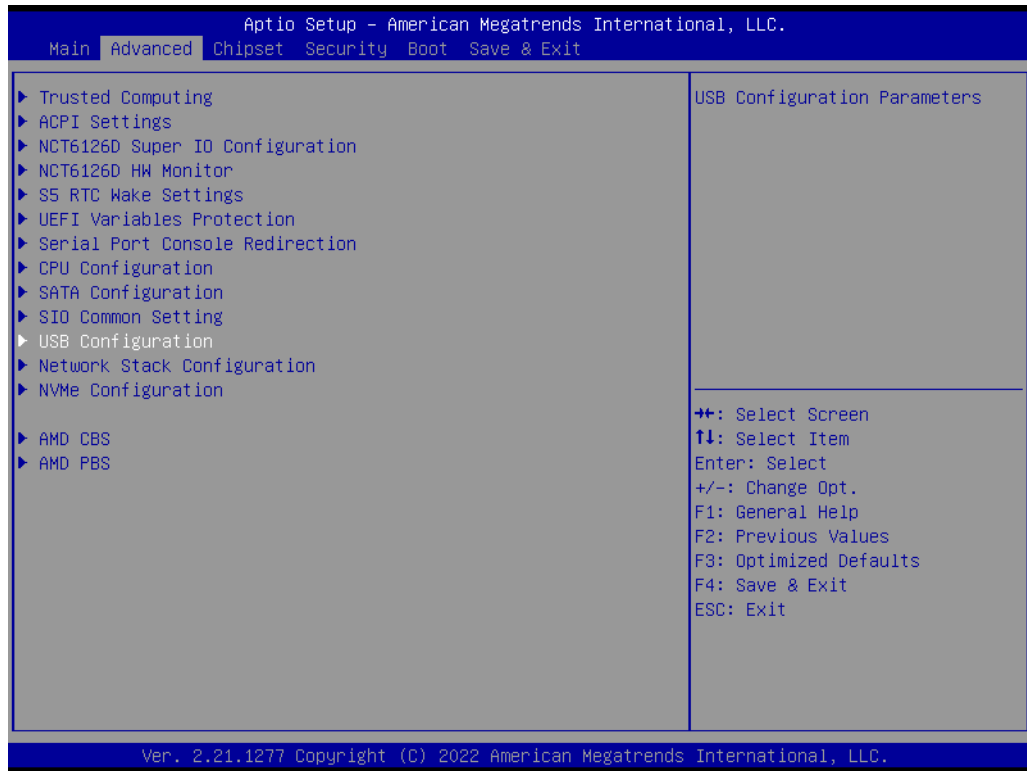 Aptio Setup – American Megatrends International, LLC.
Main Advanced Chipset Security Boot Save & Exit
▶ Trusted Computing
▶ ACPI Settings
▶ NCT6126D Super IO Configuration
▶ NCT6126D HW Monitor
▶ S5 RTC Wake Settings
▶ UEFI Variables Protection
▶ Serial Port Console Redirection
▶ CPU Configuration
▶ SATA Configuration
▶ SIO Common Setting
▶ USB Configuration
▶ Network Stack Configuration
▶ NVMe Configuration
▶ AMD CBS
▶ AMD PBS
USB Configuration Parameters
→←: Select Screen
↑↓: Select Item
Enter: Select
+/-: Change Opt.
F1: General Help
F2: Previous Values
F3: Optimized Defaults
F4: Save & Exit
ESC: Exit
Ver. 2.21.1277 Copyright (C) 2022 American Megatrends International, LLC.